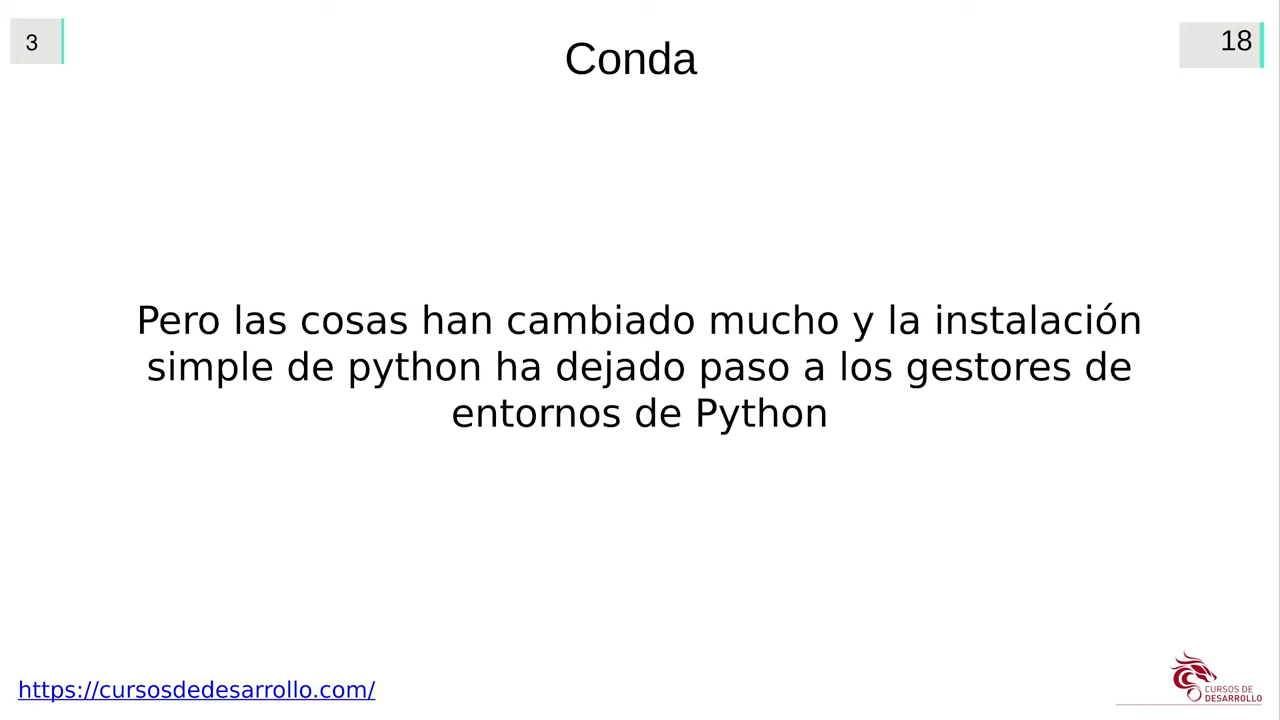 3
Conda
18
Pero las cosas han cambiado mucho y la instalación
simple de python ha dejado paso a los gestores de
entornos de Python
https://cursosdedesarrollo.com/
CURSOS DE
DESARROLLO